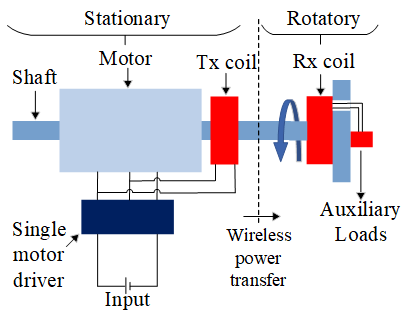 Stationary
Rotatory
Motor
Tx coil
Rx coil
Shaft
Auxiliary
Loads
Single
motor
driver
Wireless
power
transfer
Input